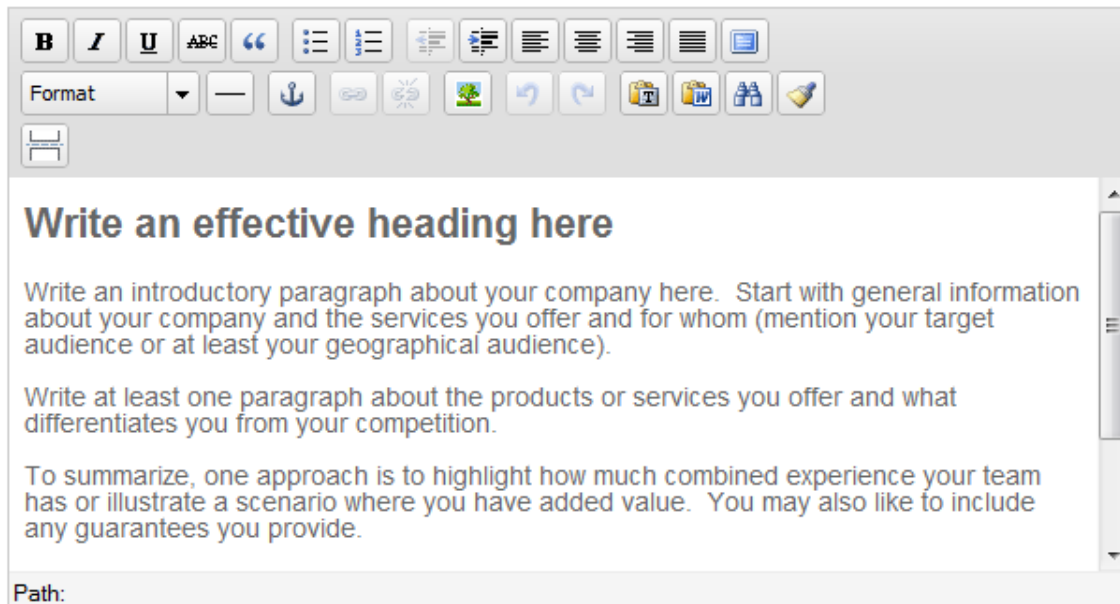 B I U ABC
Format
Write an effective heading here
Write an introductory paragraph about your company here.  Start with general information
about your company and the services you offer and for whom (mention your target
audience or at least your geographical audience).
Write at least one paragraph about the products or services you offer and what
differentiates you from your competition.
To summarize, one approach is to highlight how much combined experience your team
has or illustrate a scenario where you have added value.  You may also like to include
any guarantees you provide.
Path: